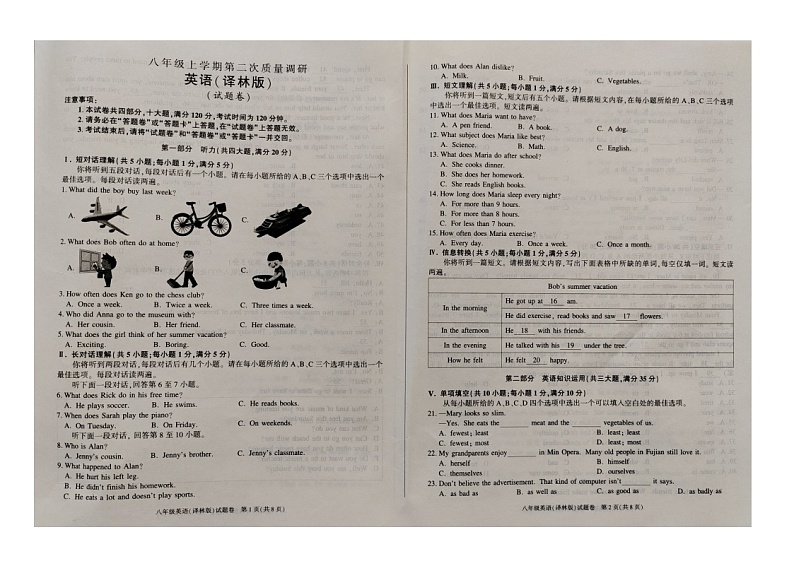 八年级上学期第二次质量调研
英语(译林版)
(试题卷)
注意事项:
1. 本试卷共四部分,十大题,满分120分,考试时间为120分钟。
2. 请务必在“答题卷”或“答题卡”上答题,在“试题卷”上答题无效。
3. 考试结束后,请将“试题卷”和“答题卷”或“答题卡”一并交回。
第一部分 听力(共四大题,满分20分)
Ⅰ. 短对话理解(共5小题;每小题1分,满分5分)
你将听到五段对话,每段对话后有一个小题。请在每小题所给的A、B、C三个选项中选出一个
最佳选项。每段对话读两遍。
1. What did the boy buy last week?
A. B. C.
2. What does Bob often do at home?
A. B. C.
3. How often does Ken go to the chess club?
A. Once a week. B. Twice a week. C. Three times a week.
4. Who did Anna go to the museum with?
A. Her cousin. B. Her friend. C. Her classmate.
5. What does the girl think of her summer vacation?
A. Exciting. B. Boring. C. Good.
Ⅱ. 长对话理解(共5小题;每小题1分,满分5分)
你将听到两段对话,每段对话后有几个小题。请在每小题所给的A、B、C三个选项中选出一个
最佳选项。每段对话读两遍。
听下面一段对话,回答第6至7小题。
6. What does Rick do in his free time?
A. He plays soccer. B. He swims. C. He reads books.
7. When does Sarah play the piano?
A. On Tuesday. B. On Friday. C. On weekends.
听下面一段对话,回答第8至10小题。
8. Who is Alan?
A. Jenny's cousin. B. Jenny's brother. C. Jenny's classmate.
9. What happened to Alan?
A. He hurt his left leg.
B. He didn't finish his homework.
C. He eats a lot and doesn't play sports.
八年级英语(译林版)试题卷 第1页(共8页)
10. What does Alan dislike?
A. Milk. B. Fruit. C. Vegetables.
Ⅲ. 短文理解(共5小题;每小题1分,满分5分)
你将听到一篇短文,短文后有五个小题。请根据短文内容,在每小题所给的A、B、C三个选项
中选出一个最佳选项。短文读两遍。
11. What does Maria want to have?
A. A pen friend. B. A book. C. A dog.
12. What subject does Maria like best?
A. Science. B. Math. C. English.
13. What does Maria do after school?
A. She cooks dinner.
B. She does her homework.
C. She reads English books.
14. How long does Maria sleep every night?
A. For more than 9 hours.
B. For more than 8 hours.
C. For less than 7 hours.
15. How often does Maria exercise?
A. Every day. B. Once a week. C. Once a month.
Ⅳ. 信息转换(共5小题;每小题1分,满分5分)
你将听到一篇短文。请根据短文内容,写出下面表格中所缺的单词,每空仅填一词。短文读
两遍。
Bob's summer vacation
In the morning
He got up at 16 am.
He did exercise, read books and saw 17 flowers.
In the afternoon He 18 with his friends.
In the evening He talked with his 19 under the tree.
How he felt He felt 20 happy.
第二部分 英语知识运用(共三大题,满分35分)
Ⅴ. 单项填空(共10小题;每小题1分,满分10分)
从每小题所给的A、B、C、D四个选项中选出一个可以填入空白处的最佳选项。
21. —Mary looks so slim.
—Yes. She eats the ______ meat and the ______ vegetables of us.
A. fewest; least B. least; fewest
C. fewest; most D. least; most
22. My grandparents enjoy ______ in Min Opera. Many old people in Fujian still love it.
A. herself B. himself
C. themselves D. ourselves
23. Don't believe the advertisement. That kind of computer isn't ______ it says.
A. as bad as B. as well as C. as good as D. as badly as
八年级英语(译林版)试题卷 第2页(共8页)